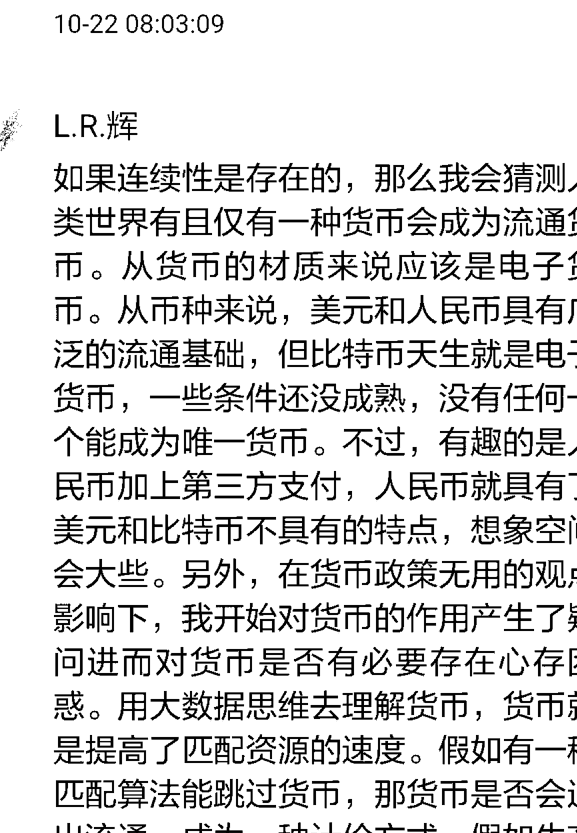 10-22 08:03:09
L.R.辉
如果连续性是存在的，那么我会猜测
类世界有且仅有一种货币会成为流通
币。从货币的材质来说应该是电子
币。从币种来说，美元和人民币具有
泛的流通基础，但比特币天生就是电
货币，一些条件还没成熟，没有任何
个能成为唯一货币。不过，有趣的是
民币加上第三方支付，人民币就具有
美元和比特币不具有的特点，想象空
会大些。另外，在货币政策无用的观
影响下，我开始对货币的作用产生了
问进而对货币是否有必要存在心存
惑。用大数据思维去理解货币，货币
是提高了匹配资源的速度。假如有一
匹配算法能跳过货币，那货币是否会